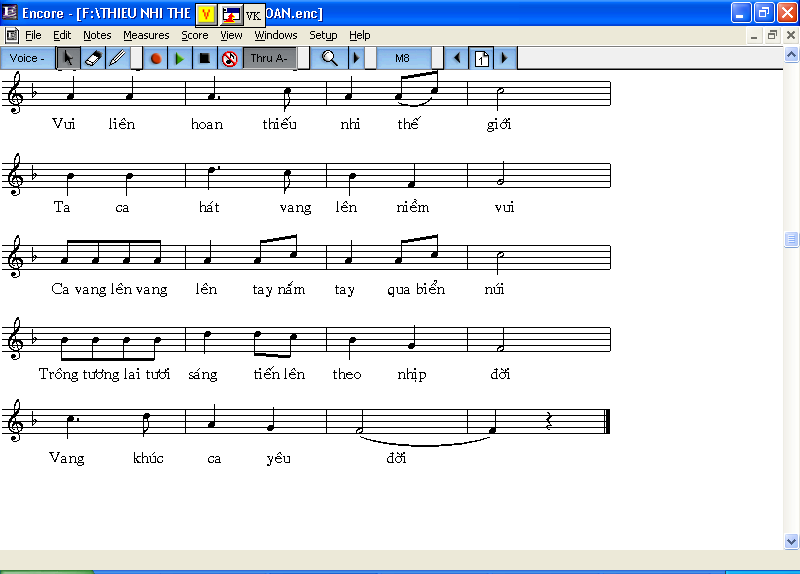 Encore - [F:\THIEU NHI THE V VK OAN.enc]
File Edit Notes Measures Score View Windows Setup Help
Voice - Thru A- M8 1
Vui liên hoan thiếu nhi thế giới
Ta ca hát vang lên niềm vui
Ca vang lên vang lên tay nắm tay qua biển núi
Trông tương lai tươi sáng tiến lên theo nhịp đời
Vang khúc ca yêu đời